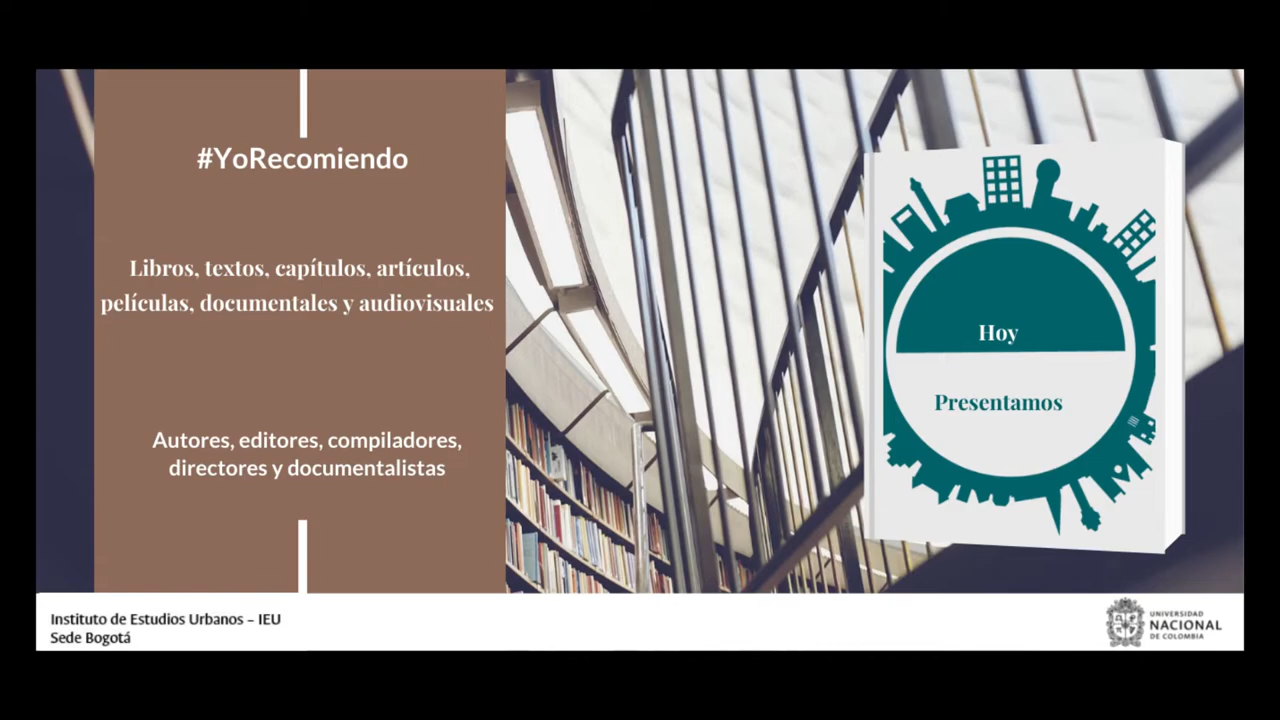 #YoRecomiendo
Libros, textos, capítulos, artículos,
películas, documentales y audiovisuales
Autores, editores, compiladores,
directores y documentalistas
Hoy
Presentamos
Instituto de Estudios Urbanos – IEU
Sede Bogotá
UNIVERSIDAD
NACIONAL
DE COLOMBIA